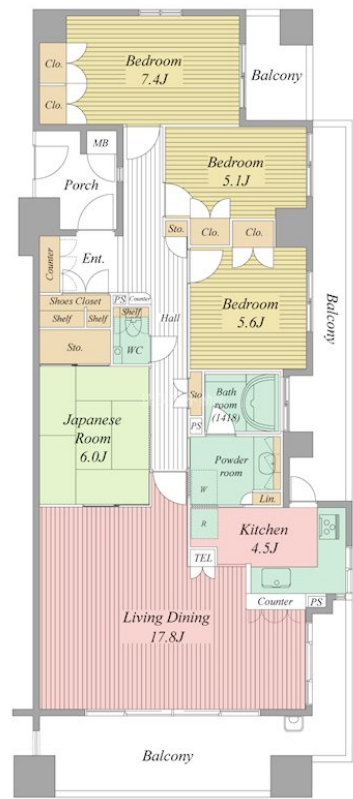 Clo.
Bedroom
7.4J
Balcony
Clo.
MB
Porch
Bedroom
5.1J
Sto.
Clo.
Clo.
Counter
Ent.
Hall
Balcony
Shoes Closet
PS
Counter
Shelf
Shelf
Shelf
Bedroom
5.6J
Sto.
WC
Japanese
Room
6.0J
Sto
PS
Bath
room
(1418)
Powder
room
W
Lin.
R
Kitchen
4.5J
TEL
Counter
PS
Living Dining
17.8J
Balcony